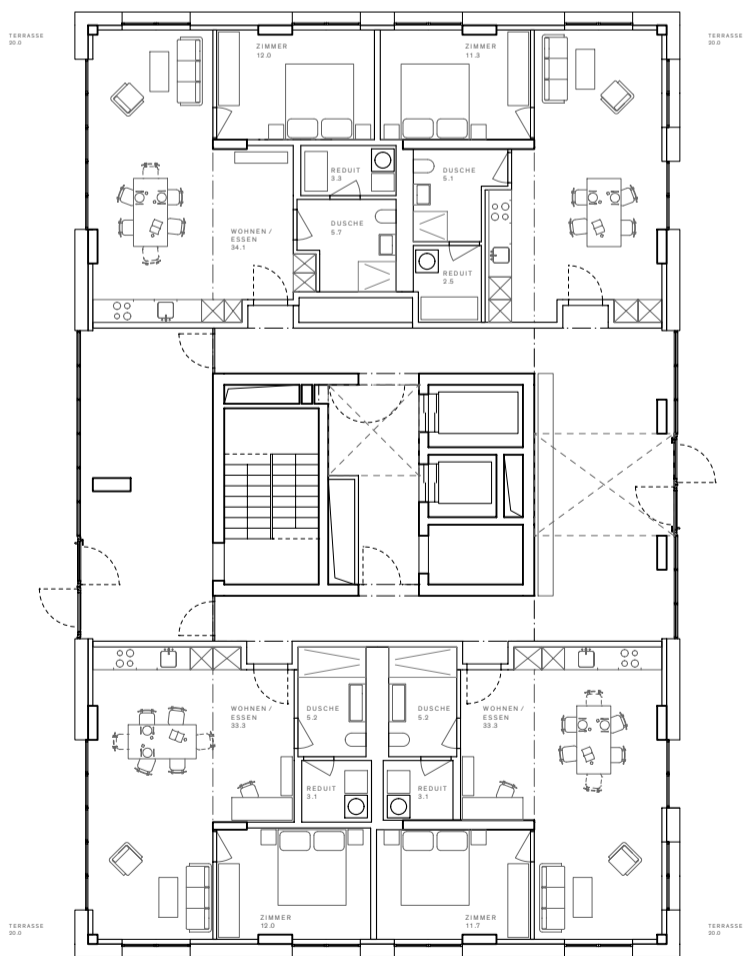 TERRASSE
20.0
ZIMMER
12.0
ZIMMER
11.3
TERRASSE
20.0
REDUIT
3.3
DUSCHE
5.1
WOHNEN /
ESSEN
34.1
DUSCHE
5.7
REDUIT
2.5
WOHNEN /
ESSEN
33.3
DUSCHE
5.2
DUSCHE
5.2
WOHNEN /
ESSEN
33.3
REDUIT
3.1
REDUIT
3.1
TERRASSE
20.0
ZIMMER
12.0
ZIMMER
11.7
TERRASSE
20.0